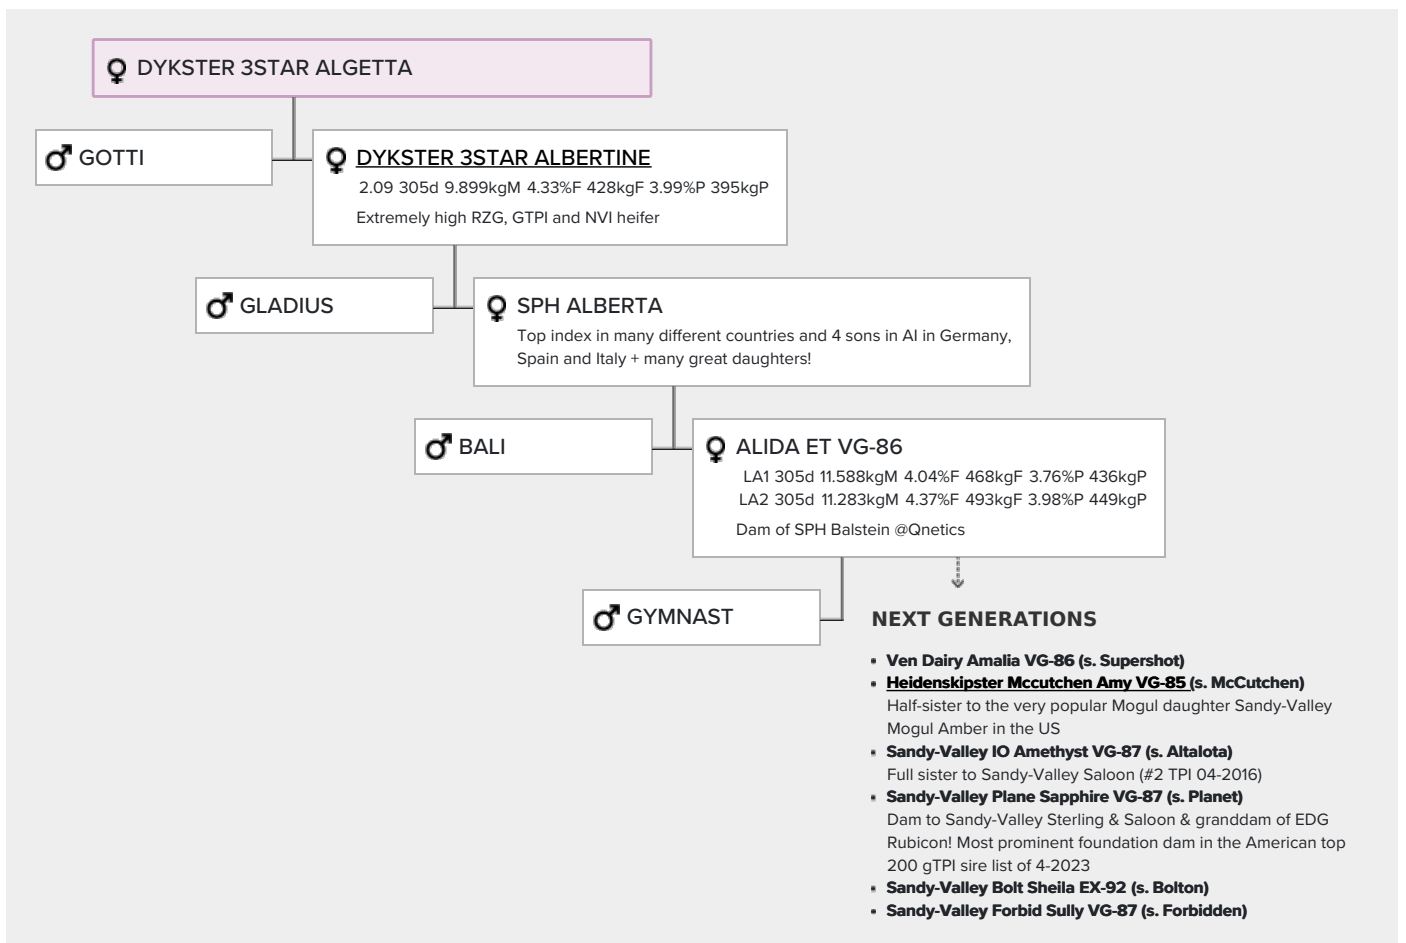 DYKSTER 3STAR ALGETTA
GOTTI
DYKSTER 3STAR ALBERTINE
2.09 305d 9.899kgM 4.33%F 428kgF 3.99%P 395kgP
Extremely high RZG, GTPI and NVI heifer
GLADIUS
SPH ALBERTA
Top index in many different countries and 4 sons in AI in Germany,
Spain and Italy + many great daughters!
BALI
ALIDA ET VG-86
LA1 305d 11.588kgM 4.04%F 468kgF 3.76%P 436kgP
LA2 305d 11.283kgM 4.37%F 493kgF 3.98%P 449kgP
Dam of SPH Balstein @Qnetics
GYMNAST
NEXT GENERATIONS
Ven Dairy Amalia VG-86 (s. Supershot)
Heidenskipster Mccutchen Amy VG-85 (s. McCutchen)
Half-sister to the very popular Mogul daughter Sandy-Valley
Mogul Amber in the US
Sandy-Valley IO Amethyst VG-87 (s. AltaIota)
Full sister to Sandy-Valley Saloon (#2 TPI 04-2016)
Sandy-Valley Plane Sapphire VG-87 (s. Planet)
Dam to Sandy-Valley Sterling & Saloon & granddam of EDG
Rubicon! Most prominent foundation dam in the American top
200 gTPI sire list of 4-2023
Sandy-Valley Bolt Sheila EX-92 (s. Bolton)
Sandy-Valley Forbid Sully VG-87 (s. Forbidden)